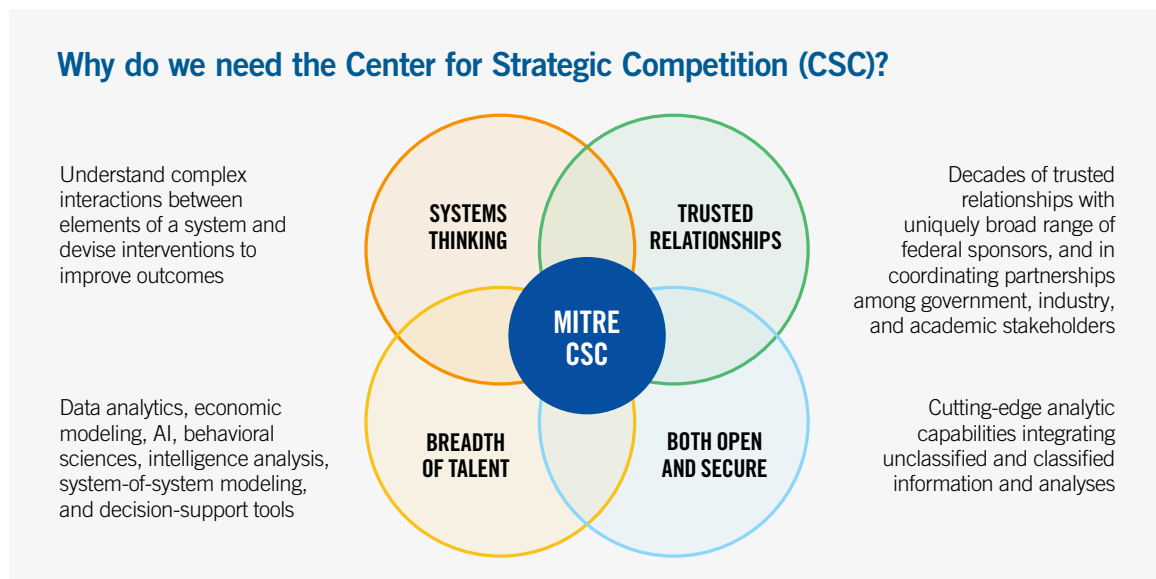 Why do we need the Center for Strategic Competition (CSC)?
Understand complex
interactions between
elements of a system and
devise interventions to
improve outcomes
SYSTEMS
THINKING
TRUSTED
RELATIONSHIPS
Decades of trusted
relationships with
uniquely broad range of
federal sponsors, and in
coordinating partnerships
among government, industry,
and academic stakeholders
MITRE
CSC
Data analytics, economic
modeling, AI, behavioral
sciences, intelligence analysis,
system-of-system modeling,
and decision-support tools
BREADTH
OF TALENT
BOTH OPEN
AND SECURE
Cutting-edge analytic
capabilities integrating
unclassified and classified
information and analyses